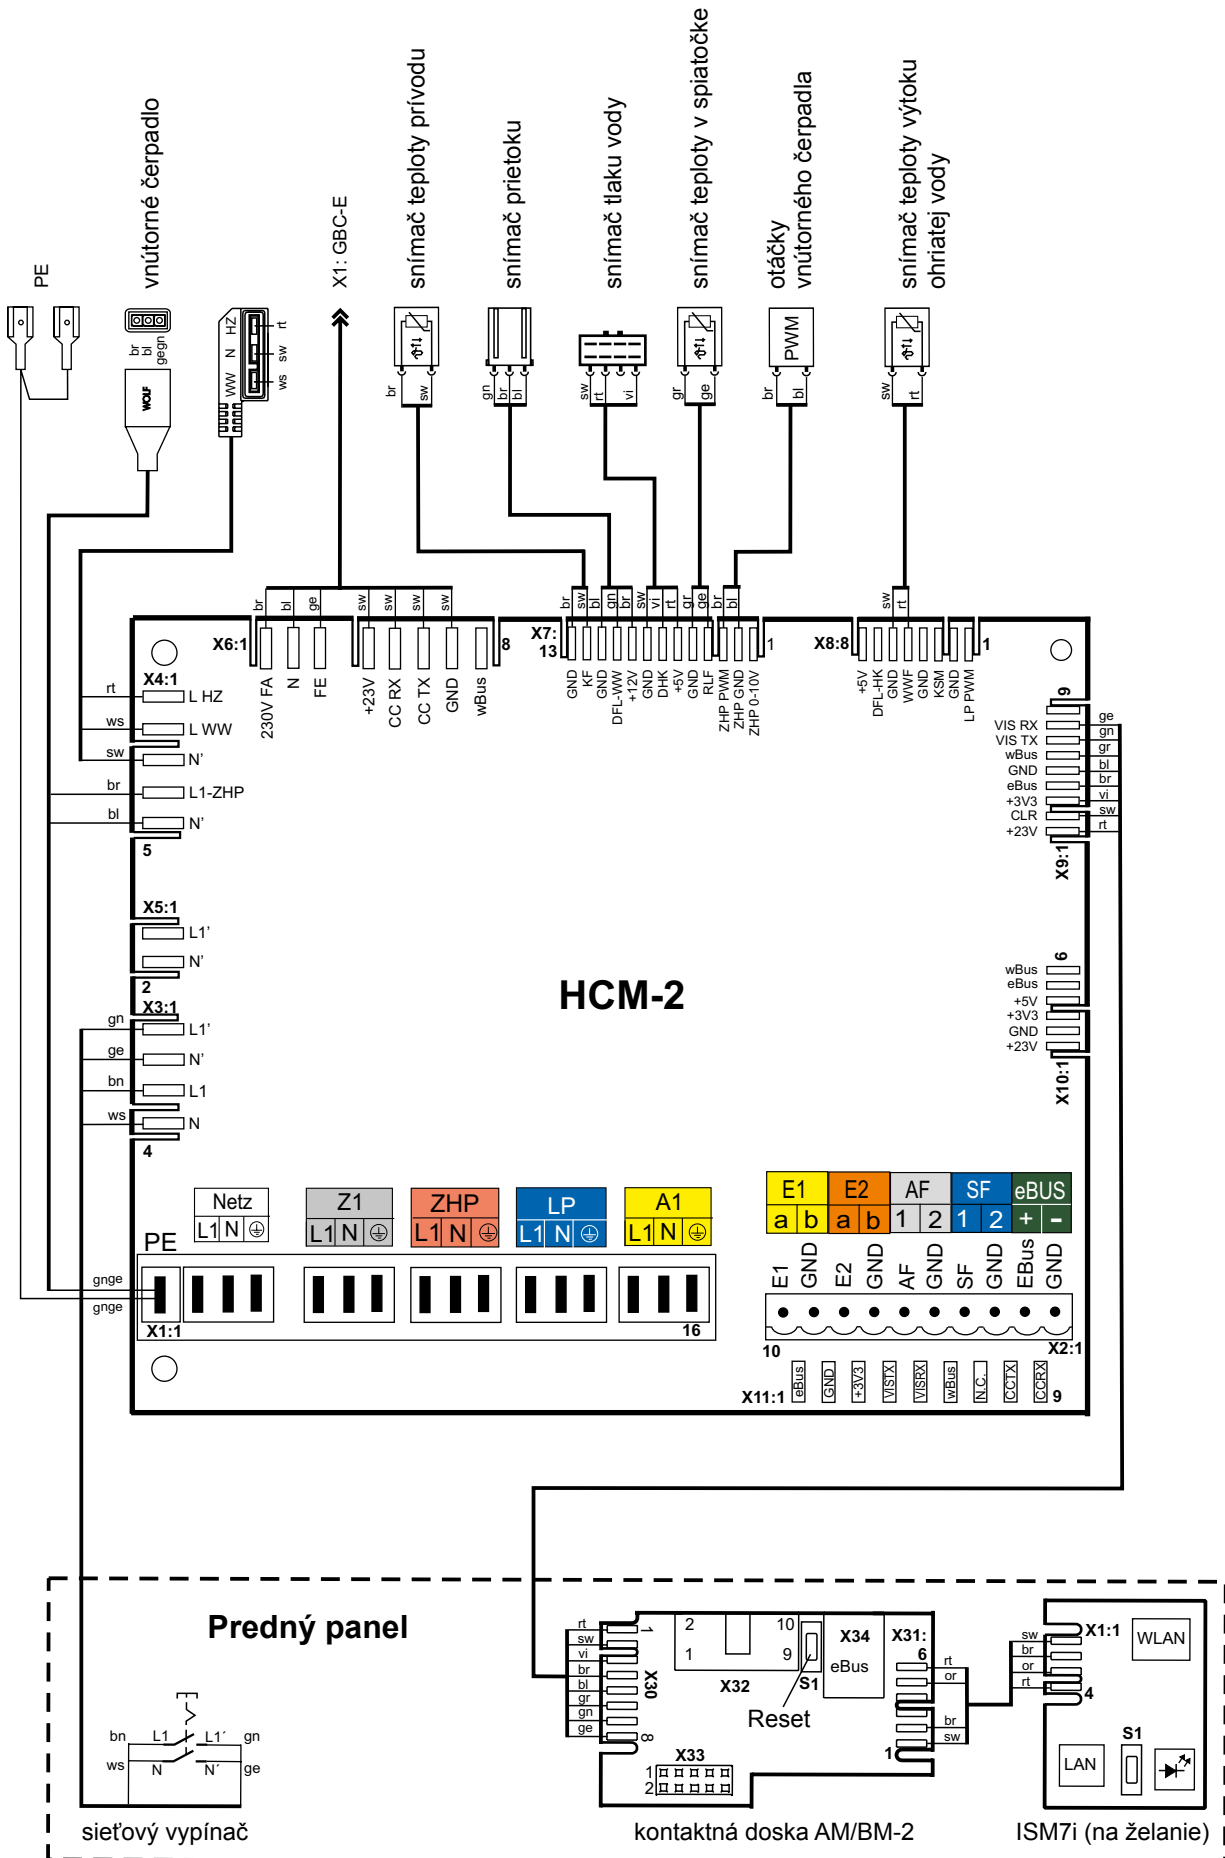 PE
vnútorné čerpadlo
X1: GBC-E
snímač teploty prívodu
snímač prietoku
snímač tlaku vody
snímač teploty v spiatočke
otáčky
vnútorného čerpadla
snímač teploty výtoku
ohriatej vody
br
bl
gegn
WOLF
HZ
N
WW
rt
sw
ws
br
sw
gn
br
bl
sw
rt
vi
gr
ge
PWM
br
bl
sw
rt
br
bl
ge
sw
sw
sw
sw
br
sw
bl
gn
br
sw
vi
rt
gr
ge
br
bl
sw
rt
X6:1
8
X7:
13
1
X8:8
1
230V FA
N
FE
+23V
CC RX
CC TX
GND
wBus
GND
KF
GND
DFL-WW
+12V
GND
DHK
+5V
GND
RLF
ZHP PWM
ZHP GND
ZHP 0-10V
+5V
DFL-HK
GND
WWF
GND
KSM
GND
LP PWM
X4:1
rt L HZ
ws L WW
sw N'
br L1-ZHP
bl N'
5
X5:1
L1'
N'
2
X3:1
gn L1'
ge N'
bn L1
ws N
4
9
VIS RX ge
VIS TX gn
wBus gr
GND bl
eBus br
+3V3 vi
CLR sw
+23V rt
X9:1
6
wBus
eBus
+5V
+3V3
GND
+23V
X10:1
HCM-2
Netz
L1 N
Z1
L1 N
ZHP
L1 N
LP
L1 N
A1
L1 N
PE
gnge
gnge
X1:1
16
E1 E2 AF SF eBUS
a b a b 1 2 1 2 + -
E1
GND
E2
GND
AF
GND
SF
GND
EBus
GND
10
X2:1
X11:1
eBus
GND
+3V3
VISTX
VISRX
wBus
N.C.
CCTX
CCRX
9
Predný panel
bn L1 L1´ gn
ws N N´ ge
sieťový vypínač
rt
sw
vi
br
bl
gr
gn
ge
1
X30
8
2 10
1 9
X32
S1
Reset
X34
eBus
X31:
6
rt
or
br
sw
1
X33
1
2
kontaktná doska AM/BM-2
sw
br
or
rt
X1:1
4
WLAN
LAN
S1
ISM7i (na želanie)